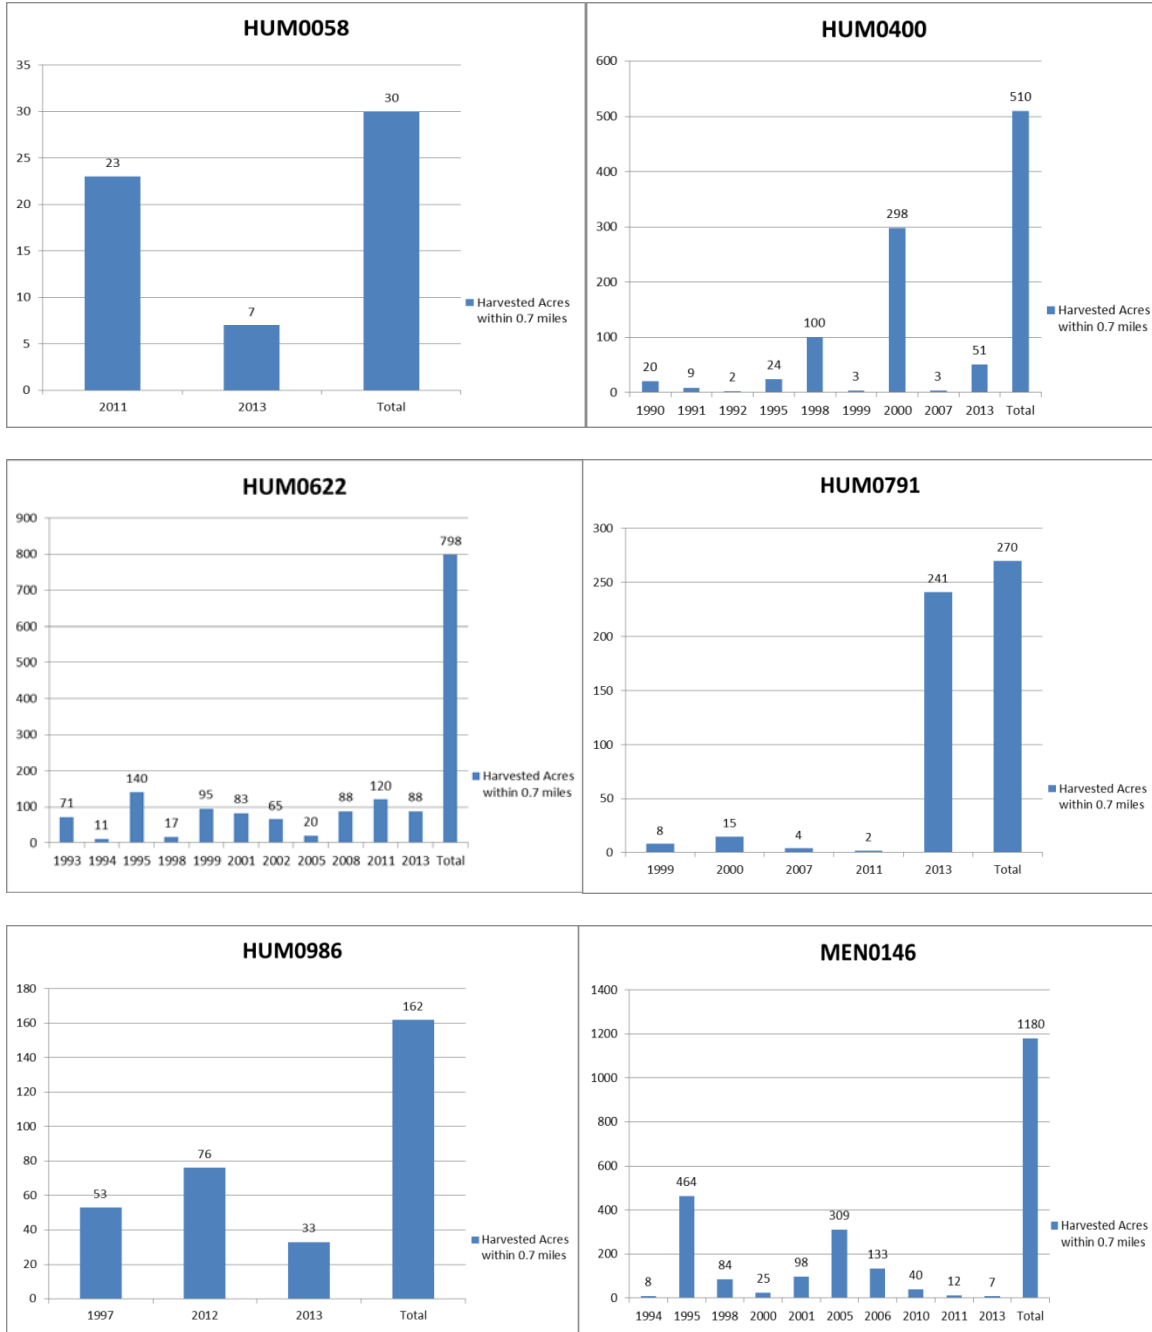 HUM0058
35
30
25
20
15
10
5
0
23
7
30
2011 2013 Total
Harvested Acres
within 0.7 miles
HUM0400
600
500
400
300
200
100
0
20 9 2 24 100 3 298 3 51 510
1990 1991 1992 1995 1998 1999 2000 2007 2013 Total
Harvested Acres
within 0.7 miles
HUM0622
900
800
700
600
500
400
300
200
100
0
71 11 140 17 95 83 65 20 88 120 88 798
1993 1994 1995 1998 1999 2001 2002 2005 2008 2011 2013 Total
Harvested Acres
within 0.7 miles
HUM0791
300
250
200
150
100
50
0
8 15 4 2 241 270
1999 2000 2007 2011 2013 Total
Harvested Acres
within 0.7 miles
HUM0986
180
160
140
120
100
80
60
40
20
0
53 76 33 162
1997 2012 2013 Total
Harvested Acres
within 0.7 miles
MEN0146
1400
1200
1000
800
600
400
200
0
8 464 84 25 98 309 133 40 12 7 1180
1994 1995 1998 2000 2001 2005 2006 2010 2011 2013 Total
Harvested Acres
within 0.7 miles